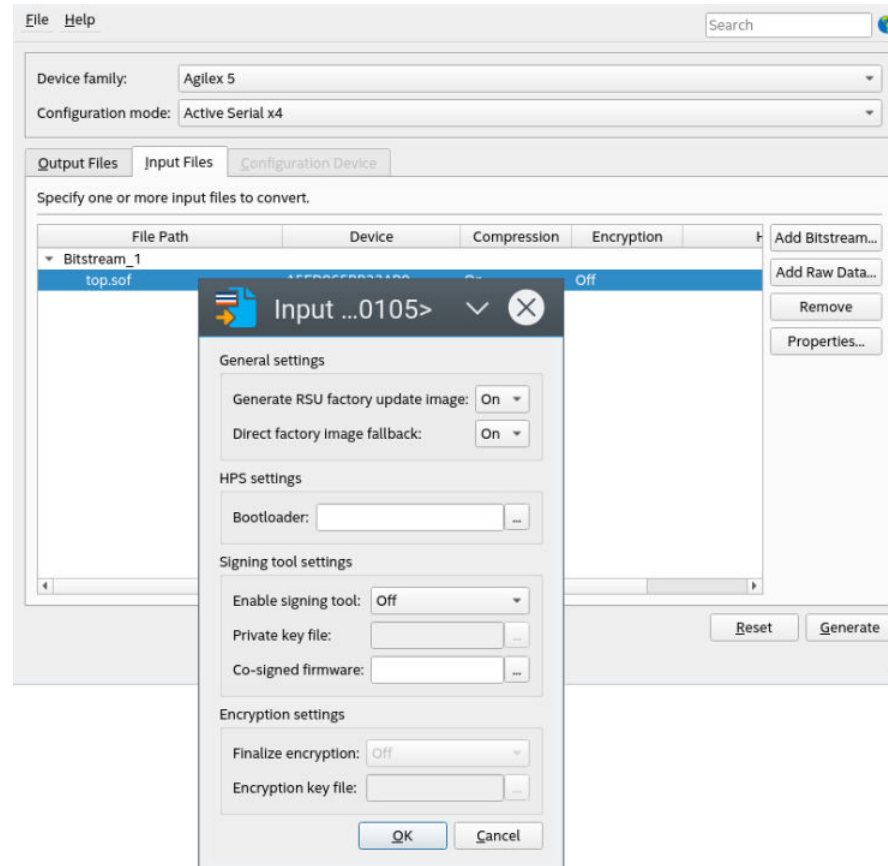 File Help Search
Device family: Agilex 5
Configuration mode: Active Serial x4
Output Files Input Files Configuration Device
Specify one or more input files to convert.
File Path Device Compression Encryption
Add Bitstream...
Bitstream_1
top.sof Off
Add Raw Data...
Remove
Properties...
Input ...0105>
General settings
Generate RSU factory update image: On
Direct factory image fallback: On
HPS settings
Bootloader: ...
Signing tool settings
Enable signing tool: Off
Private key file: ...
Co-signed firmware: ...
Reset Generate
Encryption settings
Finalize encryption: Off
Encryption key file: ...
OK Cancel